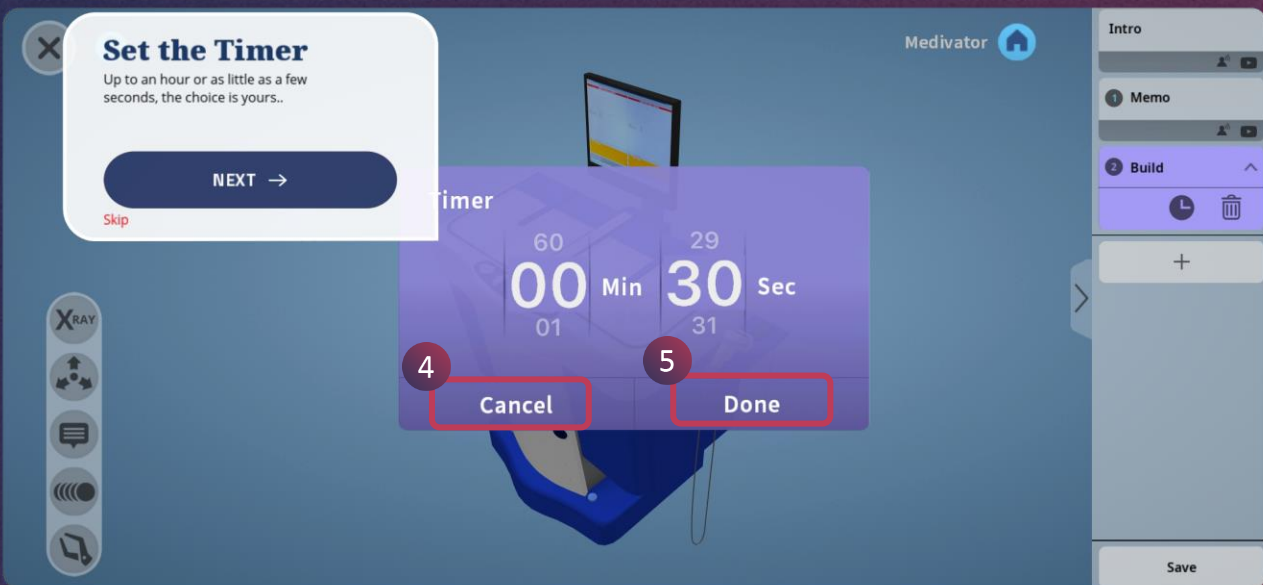 Set the Timer
Up to an hour or as little as a few
seconds, the choice is yours..
NEXT →
Skip
Medivator
Timer
60
29
00 Min 30 Sec
01
31
4
5
Cancel
Done
XRAY
Intro
1 Memo
2 Build
+
Save